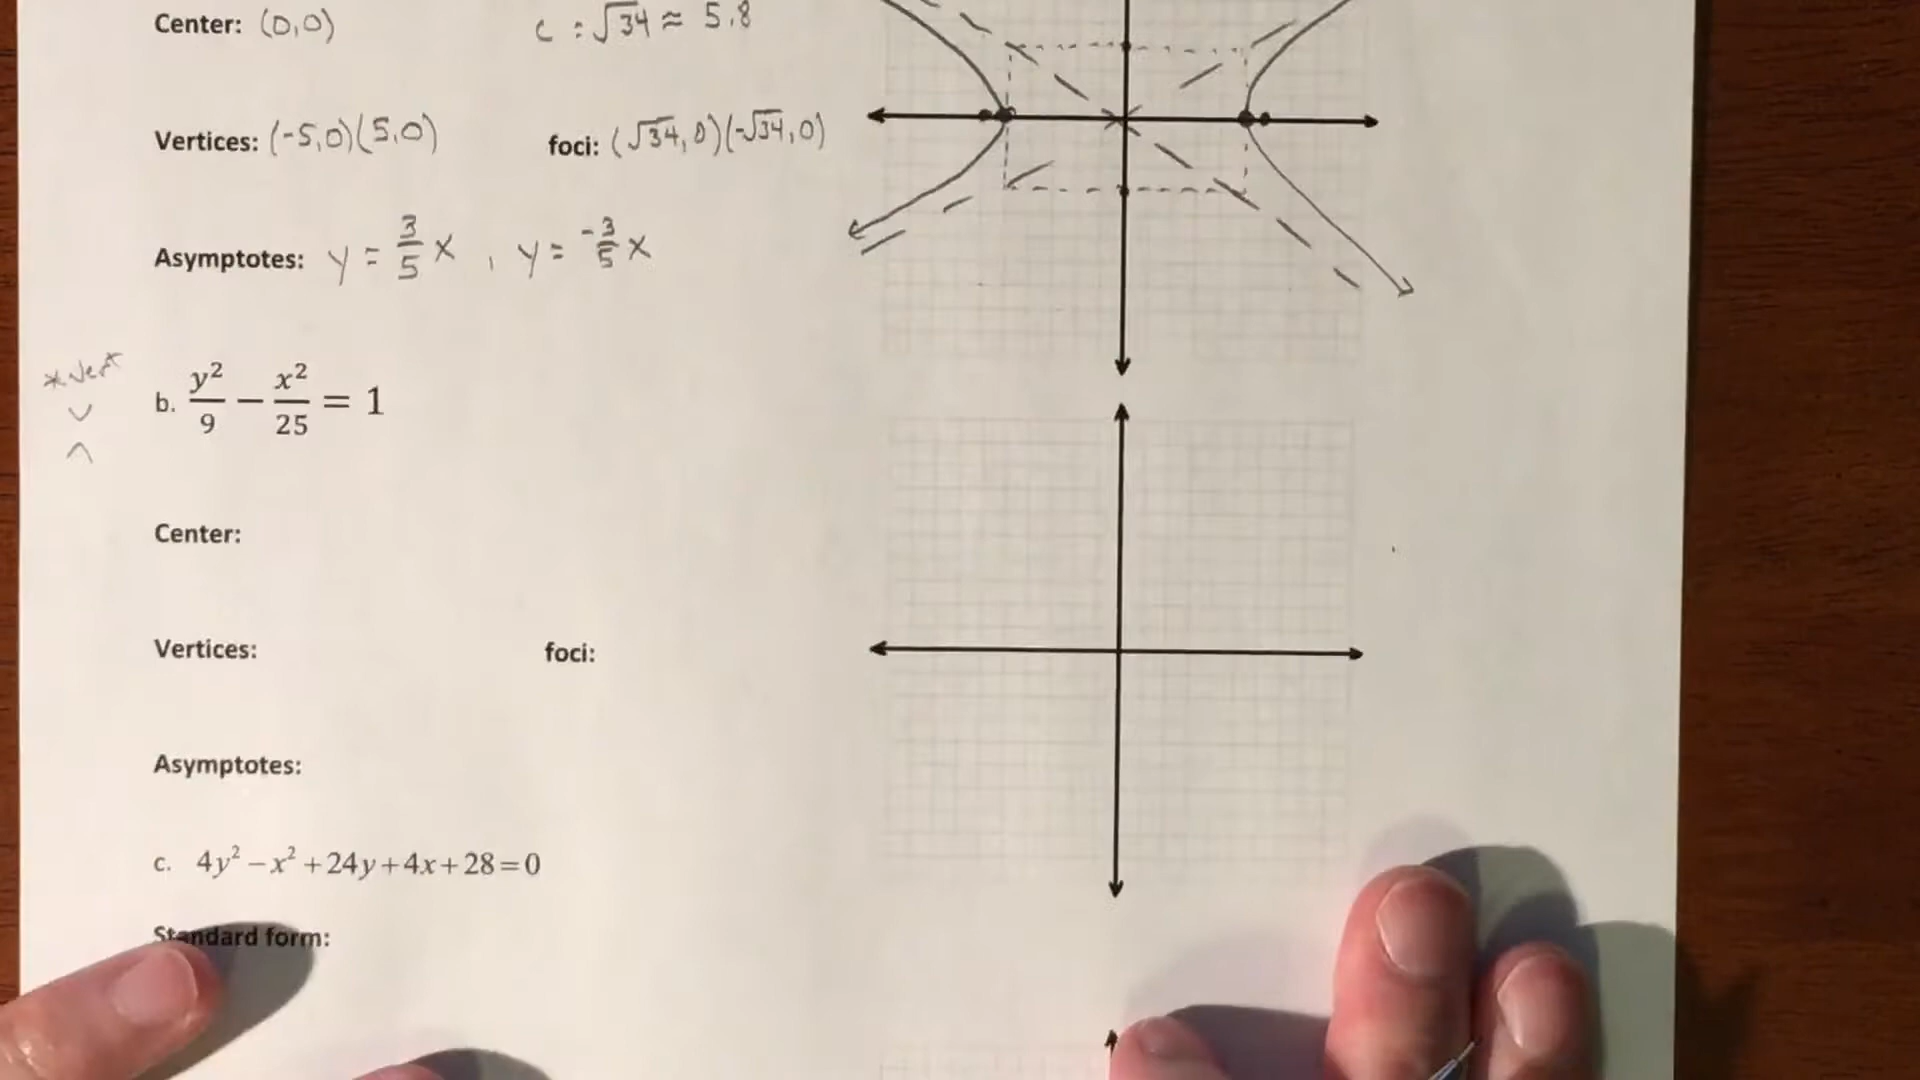 Center: (0,0) c = √34 ≈ 5.8
Vertices: (-5,0)(5,0) foci: (√34,0)(-√34,0)
Asymptotes: y = 3/5 x , y = -3/5 x
*Vert
b. y²/9 − x²/25 = 1
Center:
Vertices: foci:
Asymptotes:
c. 4y² − x² + 24y + 4x + 28 = 0
Standard form: